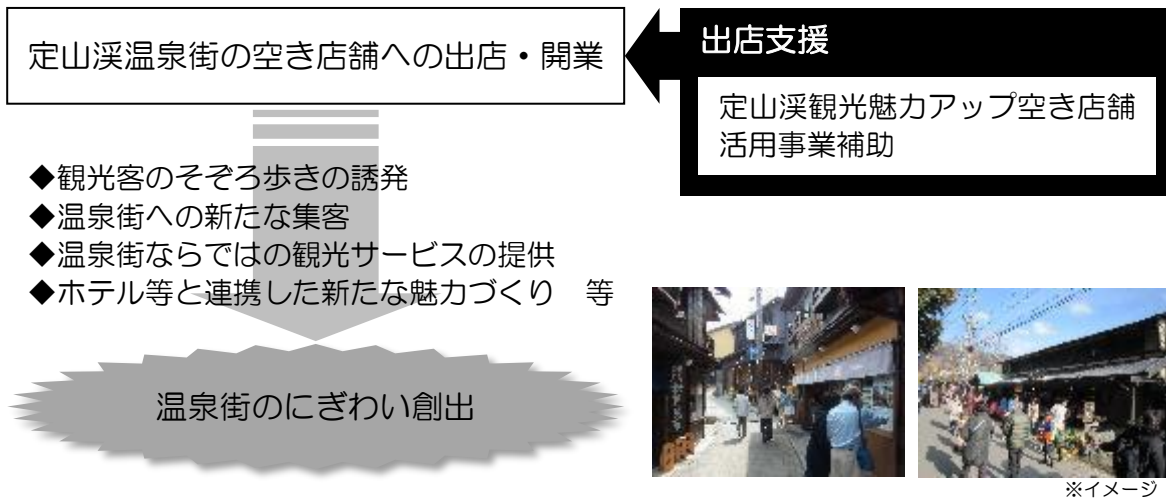 定山渓温泉街の空き店舗への出店・開業
出店支援
定山渓観光魅力アップ空き店舗
活用事業補助
◆観光客のそぞろ歩きの誘発
◆温泉街への新たな集客
◆温泉街ならではの観光サービスの提供
◆ホテル等と連携した新たな魅力づくり　等
温泉街のにぎわい創出
※イメージ